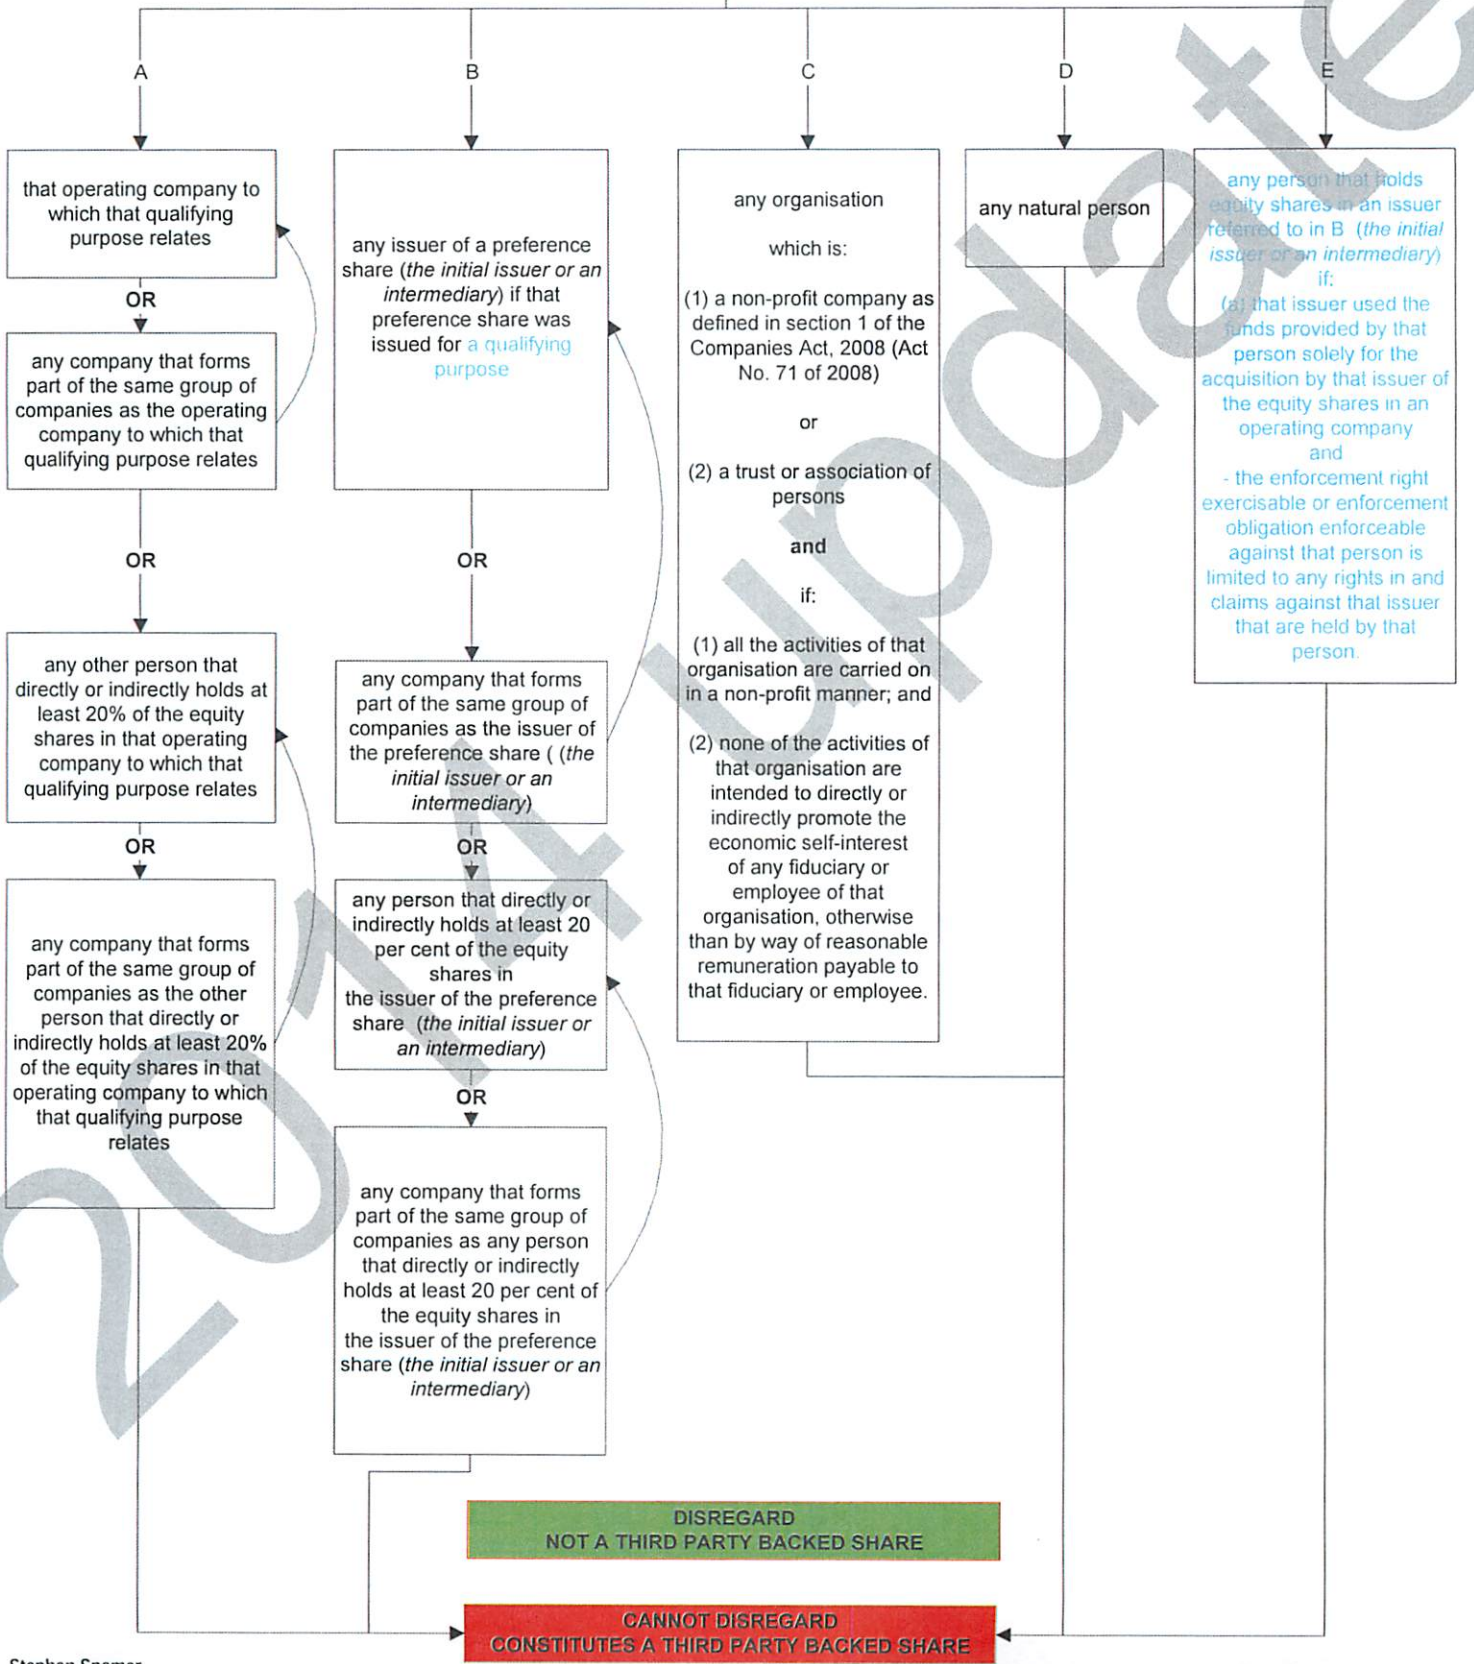 A
B
C
D
E
that operating company to
which that qualifying
purpose relates
OR
any company that forms
part of the same group of
companies as the operating
company to which that
qualifying purpose relates
OR
any other person that
directly or indirectly holds at
least 20% of the equity
shares in that operating
company to which that
qualifying purpose relates
OR
any company that forms
part of the same group of
companies as the other
person that directly or
indirectly holds at least 20%
of the equity shares in that
operating company to which
that qualifying purpose
relates
any issuer of a preference
share (the initial issuer or an
intermediary) if that
preference share was
issued for a qualifying
purpose
OR
any company that forms
part of the same group of
companies as the issuer of
the preference share ( (the
initial issuer or an
intermediary)
OR
any person that directly or
indirectly holds at least 20
per cent of the equity
shares in
the issuer of the preference
share (the initial issuer or
an intermediary)
OR
any company that forms
part of the same group of
companies as any person
that directly or indirectly
holds at least 20 per cent of
the equity shares in
the issuer of the preference
share (the initial issuer or an
intermediary)
any organisation
which is:
(1) a non-profit company as
defined in section 1 of the
Companies Act, 2008 (Act
No. 71 of 2008)
or
(2) a trust or association of
persons
and
if:
(1) all the activities of that
organisation are carried on
in a non-profit manner; and
(2) none of the activities of
that organisation are
intended to directly or
indirectly promote the
economic self-interest
of any fiduciary or
employee of that
organisation, otherwise
than by way of reasonable
remuneration payable to
that fiduciary or employee.
any natural person
any person that holds
equity shares in an issuer
referred to in B (the initial
issuer or an intermediary)
if:
(a) that issuer used the
funds provided by that
person solely for the
acquisition by that issuer of
the equity shares in an
operating company
and
- the enforcement right
exercisable or enforcement
obligation enforceable
against that person is
limited to any rights in and
claims against that issuer
that are held by that
person.
DISREGARD
NOT A THIRD PARTY BACKED SHARE
CANNOT DISREGARD
CONSTITUTES A THIRD PARTY BACKED SHARE
2014 update